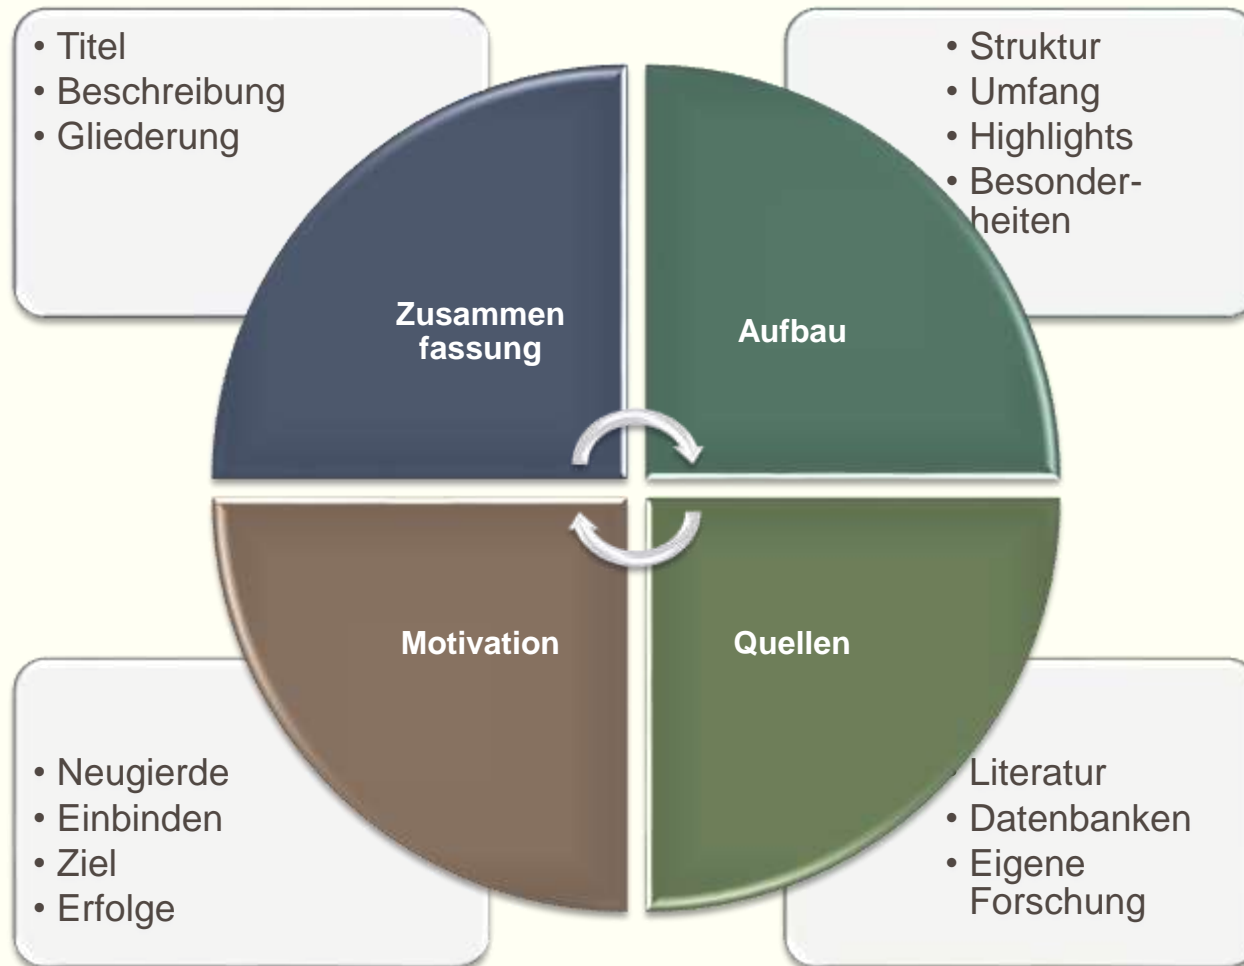 • Titel
• Beschreibung
• Gliederung
• Struktur
• Umfang
• Highlights
• Besonder-
heiten
Zusammen
fassung
Aufbau
Motivation
Quellen
• Neugierde
• Einbinden
• Ziel
• Erfolge
• Literatur
• Datenbanken
• Eigene
Forschung